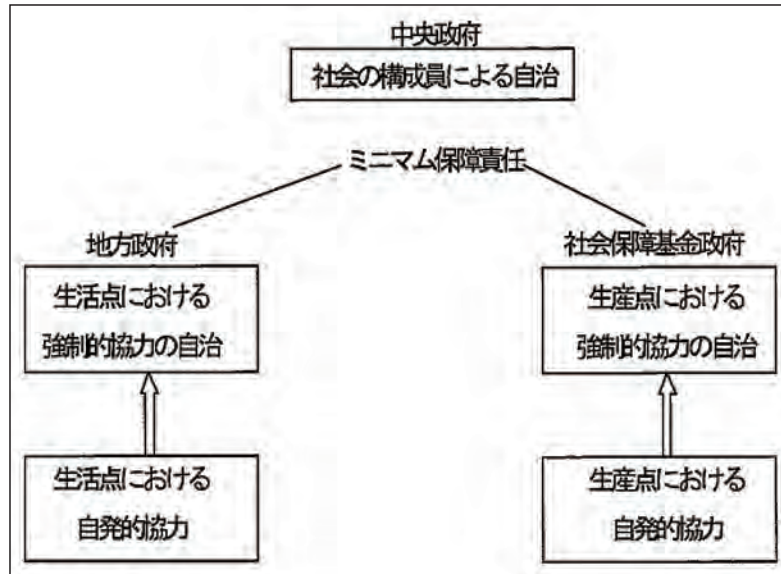 中央政府
社会の構成員による自治
ミニマム保障責任
地方政府
生活点における
強制的協力の自治
生活点における
自発的協力
社会保障基金政府
生産点における
強制的協力の自治
生産点における
自発的協力